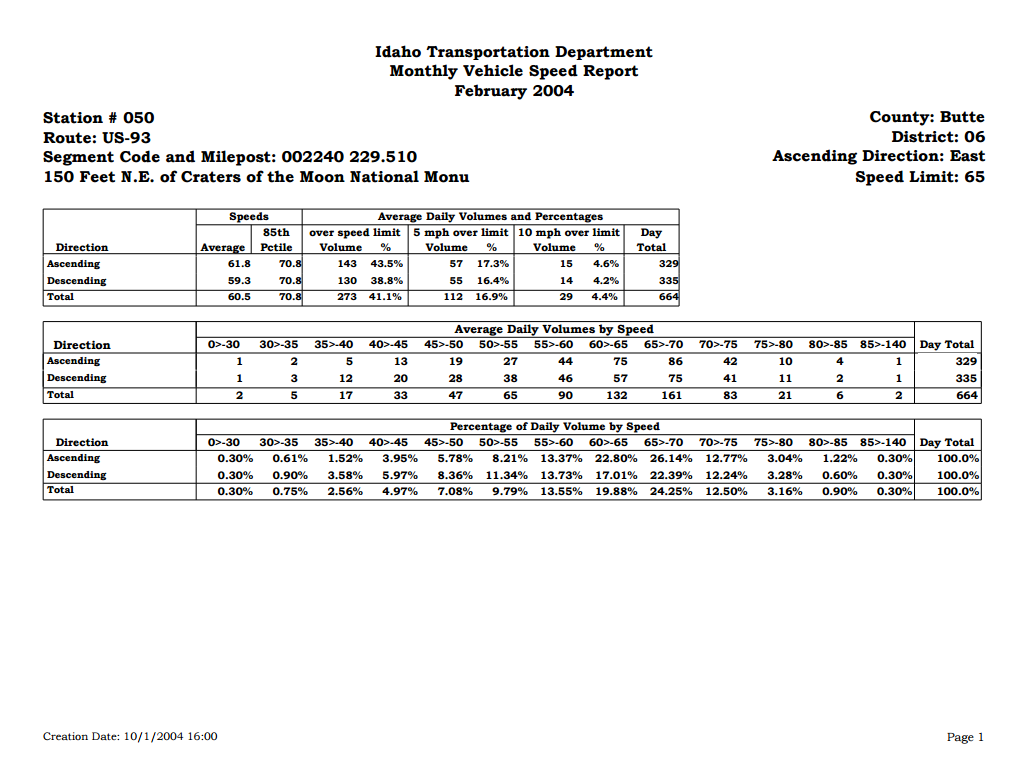 Idaho Transportation Department
Monthly Vehicle Speed Report
February 2004
Station # 050
County: Butte
Route: US-93
District: 06
Segment Code and Milepost: 002240 229.510
Ascending Direction: East
150 Feet N.E. of Craters of the Moon National Monu
Speed Limit: 65
Speeds Average Daily Volumes and Percentages
85th over speed limit 5 mph over limit 10 mph over limit Day
Direction Average Pctile Volume % Volume % Volume % Total
Ascending 61.8 70.8 143 43.5% 57 17.3% 15 4.6% 329
Descending 59.3 70.8 130 38.8% 55 16.4% 14 4.2% 335
Total 60.5 70.8 273 41.1% 112 16.9% 29 4.4% 664
Average Daily Volumes by Speed
Direction 0>-30 30>-35 35>-40 40>-45 45>-50 50>-55 55>-60 60>-65 65>-70 70>-75 75>-80 80>-85 85>-140 Day Total
Ascending 1 2 5 13 19 27 44 75 86 42 10 4 1 329
Descending 1 3 12 20 28 38 46 57 75 41 11 2 1 335
Total 2 5 17 33 47 65 90 132 161 83 21 6 2 664
Percentage of Daily Volume by Speed
Direction 0>-30 30>-35 35>-40 40>-45 45>-50 50>-55 55>-60 60>-65 65>-70 70>-75 75>-80 80>-85 85>-140 Day Total
Ascending 0.30% 0.61% 1.52% 3.95% 5.78% 8.21% 13.37% 22.80% 26.14% 12.77% 3.04% 1.22% 0.30% 100.0%
Descending 0.30% 0.90% 3.58% 5.97% 8.36% 11.34% 13.73% 17.01% 22.39% 12.24% 3.28% 0.60% 0.30% 100.0%
Total 0.30% 0.75% 2.56% 4.97% 7.08% 9.79% 13.55% 19.88% 24.25% 12.50% 3.16% 0.90% 0.30% 100.0%
Creation Date: 10/1/2004 16:00
Page 1